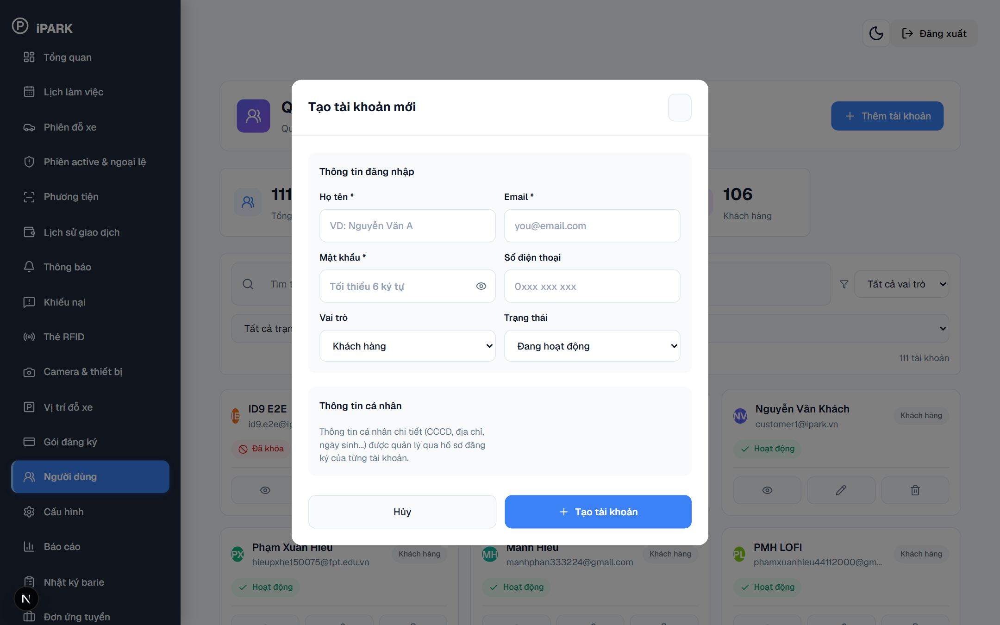 iPARK
Tổng quan
Lịch làm việc
Phiên đỗ xe
Phiên active & ngoại lệ
Phương tiện
Lịch sử giao dịch
Thông báo
Khiếu nại
Thẻ RFID
Camera & thiết bị
Vị trí đỗ xe
Gói đăng ký
Người dùng
Cấu hình
Báo cáo
Nhật ký barie
Đơn ứng tuyển
Đăng xuất
Thêm tài khoản
111
Tổng
106
Khách hàng
Tất cả vai trò
111 tài khoản
Tạo tài khoản mới
Thông tin đăng nhập
Họ tên *
Email *
VD: Nguyễn Văn A
you@email.com
Mật khẩu *
Số điện thoại
Tối thiểu 6 ký tự
0xxx xxx xxx
Vai trò
Trạng thái
Khách hàng
Đang hoạt động
Thông tin cá nhân
Thông tin cá nhân chi tiết (CCCD, địa chỉ,
ngày sinh...) được quản lý qua hồ sơ đăng
ký của từng tài khoản.
Hủy
Tạo tài khoản
Tất cả
IE
ID9 E2E
Đã khóa
NV
Nguyễn Văn Khách
customer1@ipark.vn
Khách hàng
Hoạt động
PX
Phạm Xuân Hiếu
hieupxhe150075@fpt.edu.vn
Khách hàng
Hoạt động
MH
Mạnh Hiếu
manhphan333224@gmail.com
Khách hàng
Hoạt động
PL
PMH LOFI
phamxuanhieu44112000@gm...
Khách hàng
Hoạt động